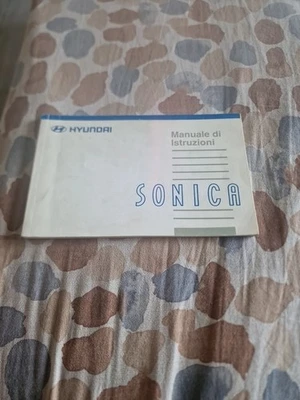 HYUNDAI
Manuale di
Istruzioni
SONICA